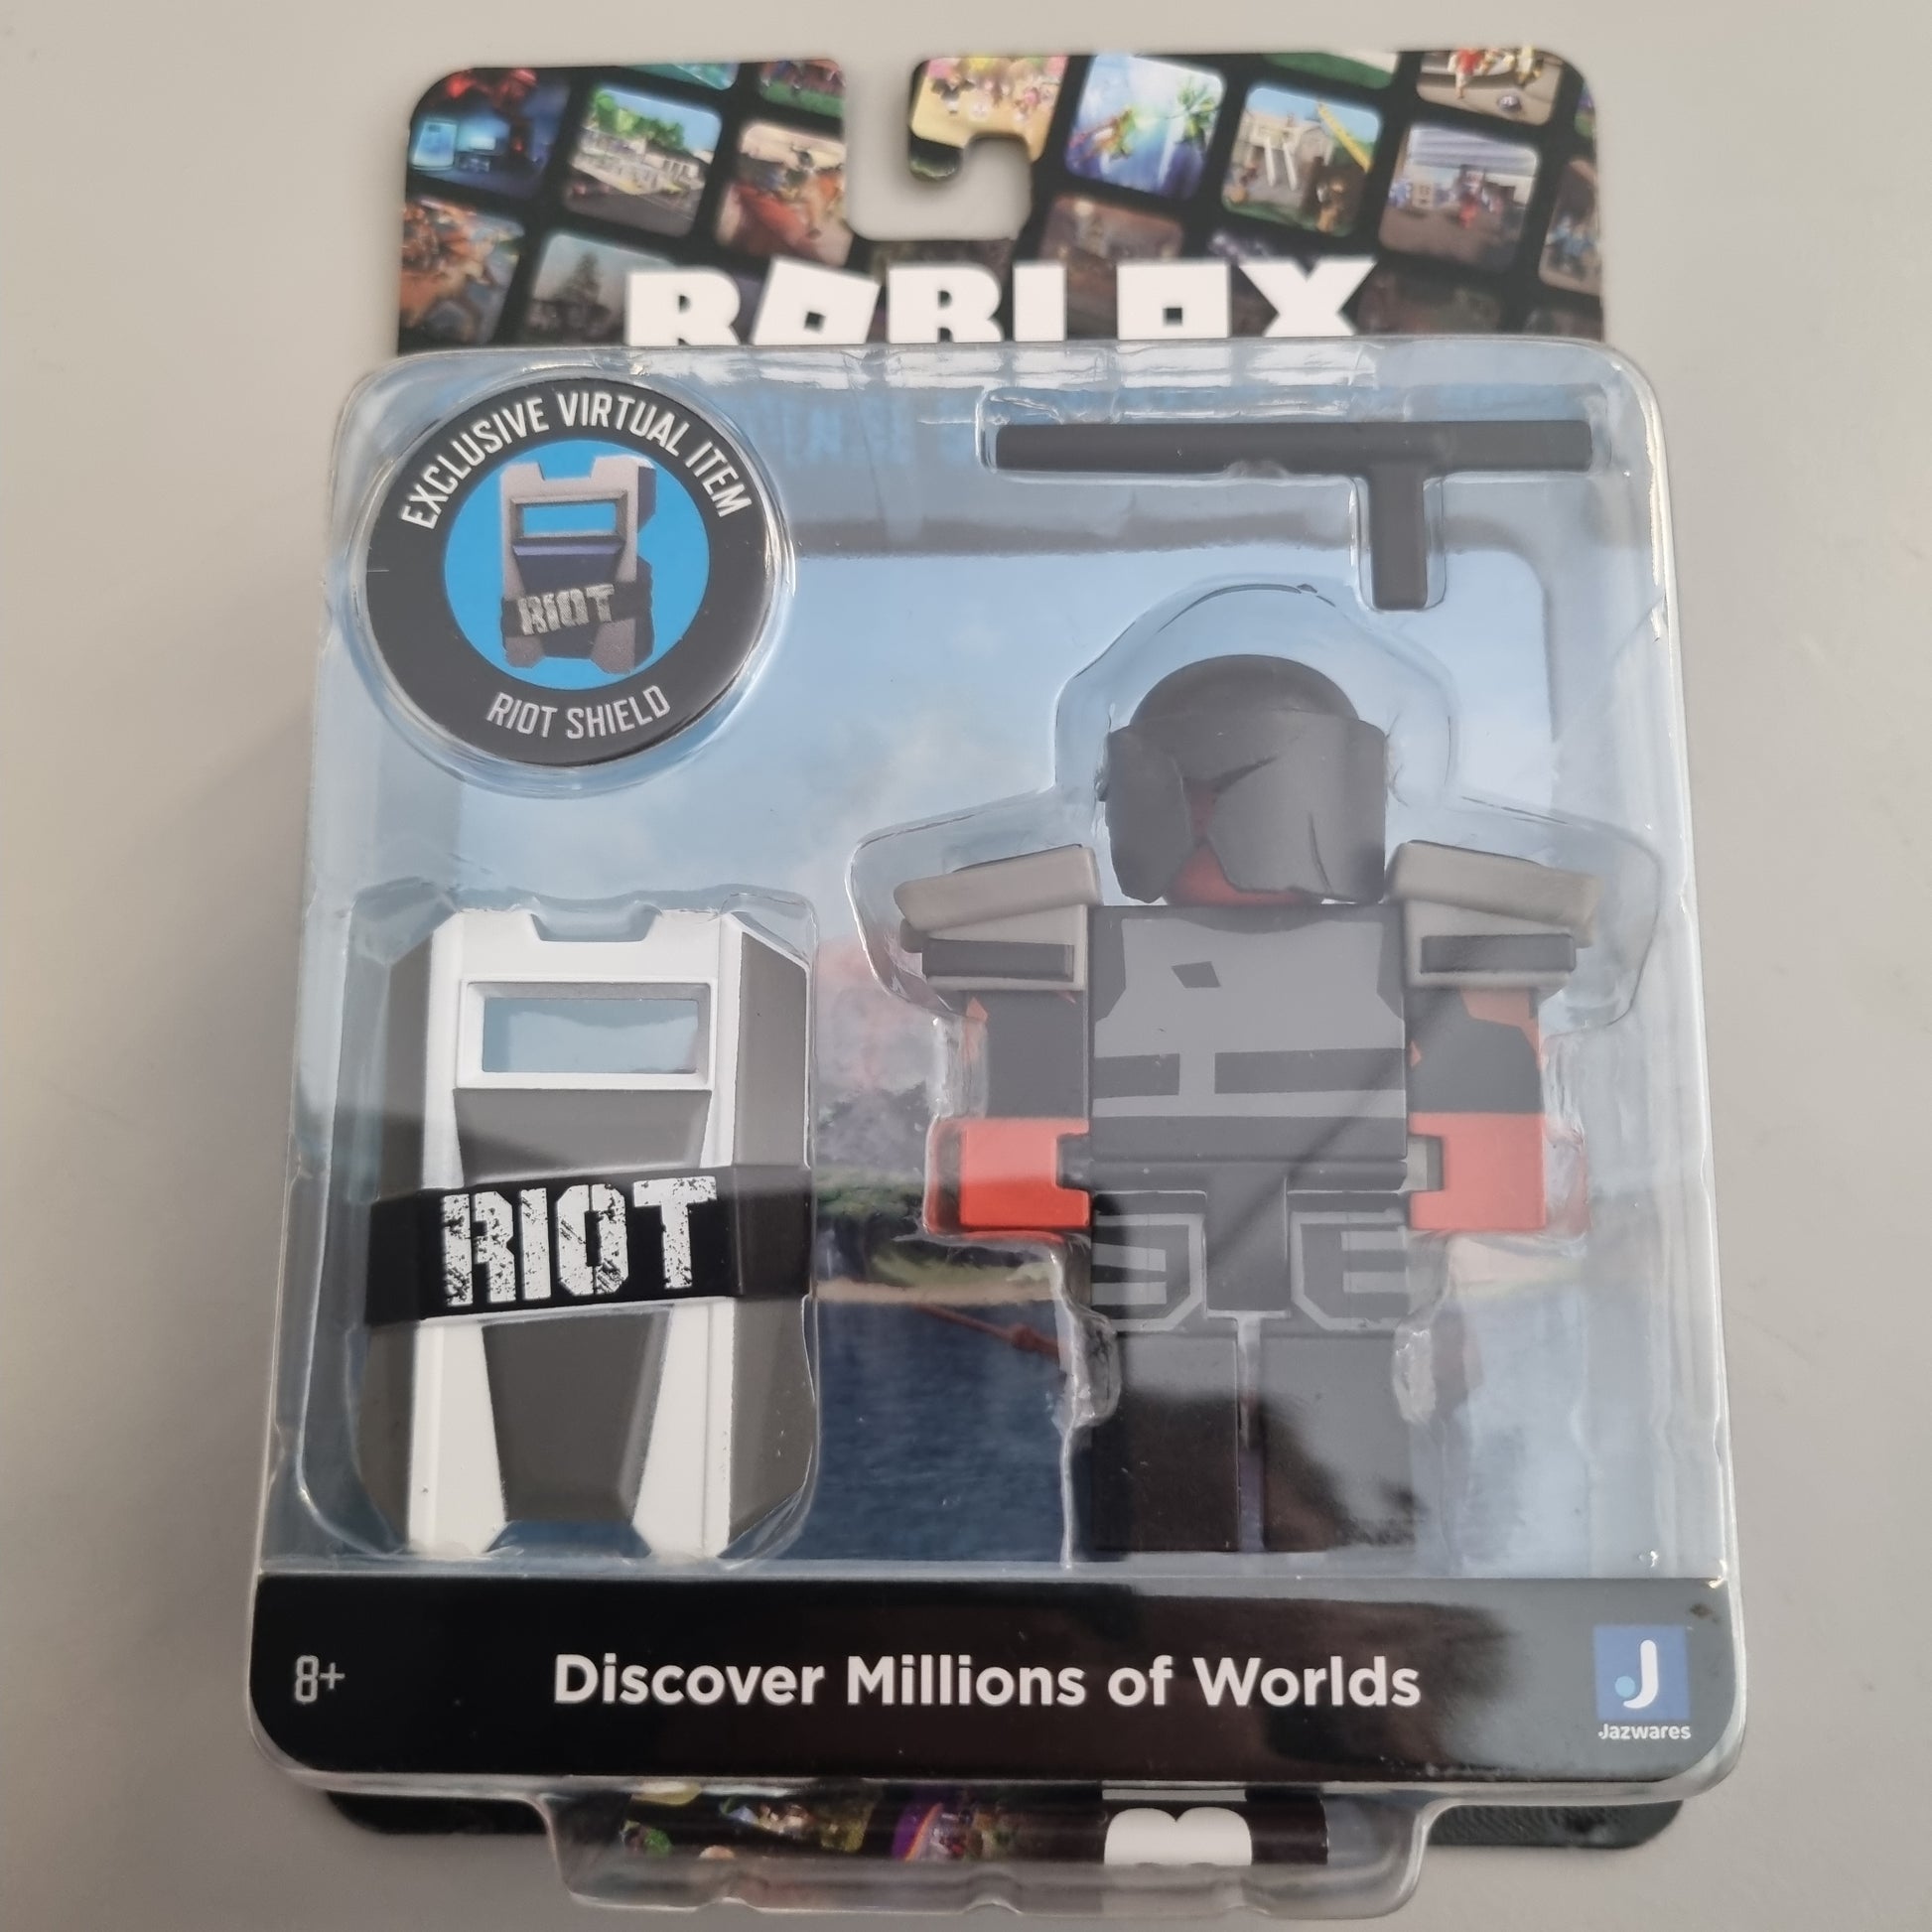 ROBLOX
EXCLUSIVE VIRTUAL ITEM
RIOT
RIOT SHIELD
RIOT
8+
Discover Millions of Worlds
J
Jazwares